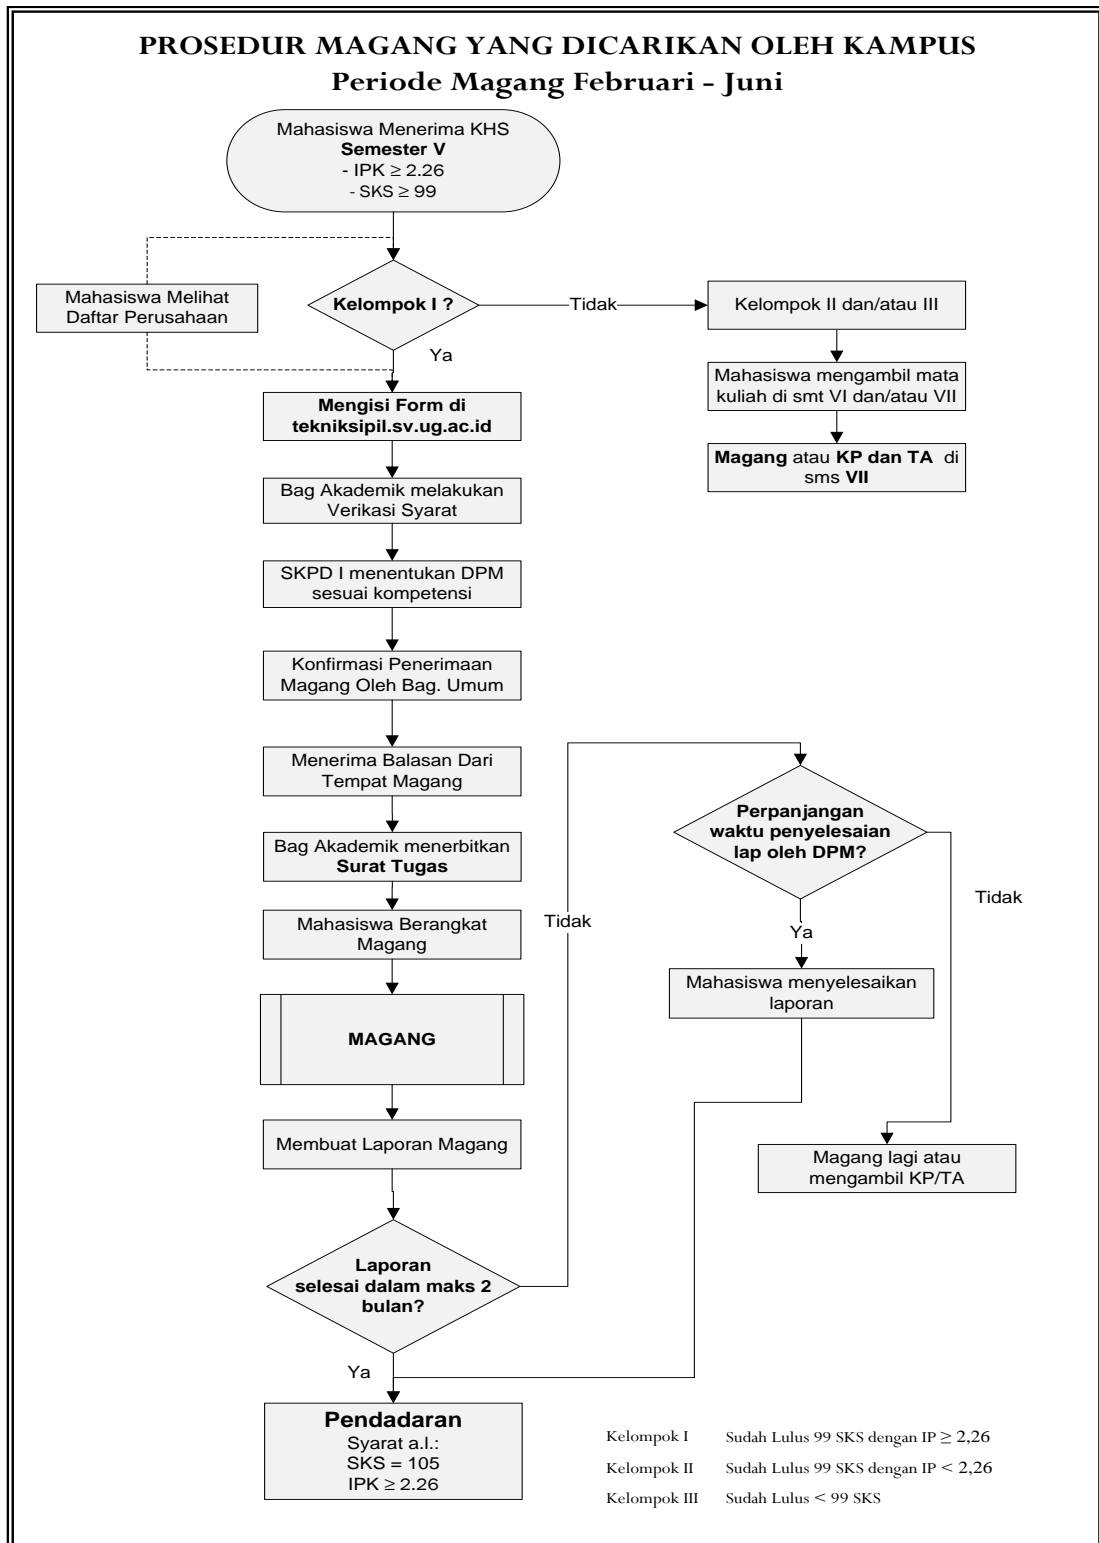 PROSEDUR MAGANG YANG DICARIKAN OLEH KAMPUS
Periode Magang Februari - Juni
Mahasiswa Menerima KHS
Semester V
- IPK ≥ 2.26
- SKS ≥ 99
Mahasiswa Melihat
Daftar Perusahaan
Kelompok I ?
Tidak
Kelompok II dan/atau III
Ya
Mahasiswa mengambil mata
kuliah di smt VI dan/atau VII
Mengisi Form di
tekniksipil.sv.ug.ac.id
Magang atau KP dan TA di
sms VII
Bag Akademik melakukan
Verikasi Syarat
SKPD I menentukan DPM
sesuai kompetensi
Konfirmasi Penerimaan
Magang Oleh Bag. Umum
Menerima Balasan Dari
Tempat Magang
Bag Akademik menerbitkan
Surat Tugas
Mahasiswa Berangkat
Magang
MAGANG
Membuat Laporan Magang
Laporan
selesai dalam maks 2
bulan?
Tidak
Perpanjangan
waktu penyelesaian
lap oleh DPM?
Tidak
Ya
Mahasiswa menyelesaikan
laporan
Magang lagi atau
mengambil KP/TA
Ya
Pendadaran
Syarat a.l.:
SKS = 105
IPK ≥ 2.26
Kelompok I Sudah Lulus 99 SKS dengan IP ≥ 2,26
Kelompok II Sudah Lulus 99 SKS dengan IP < 2,26
Kelompok III Sudah Lulus < 99 SKS